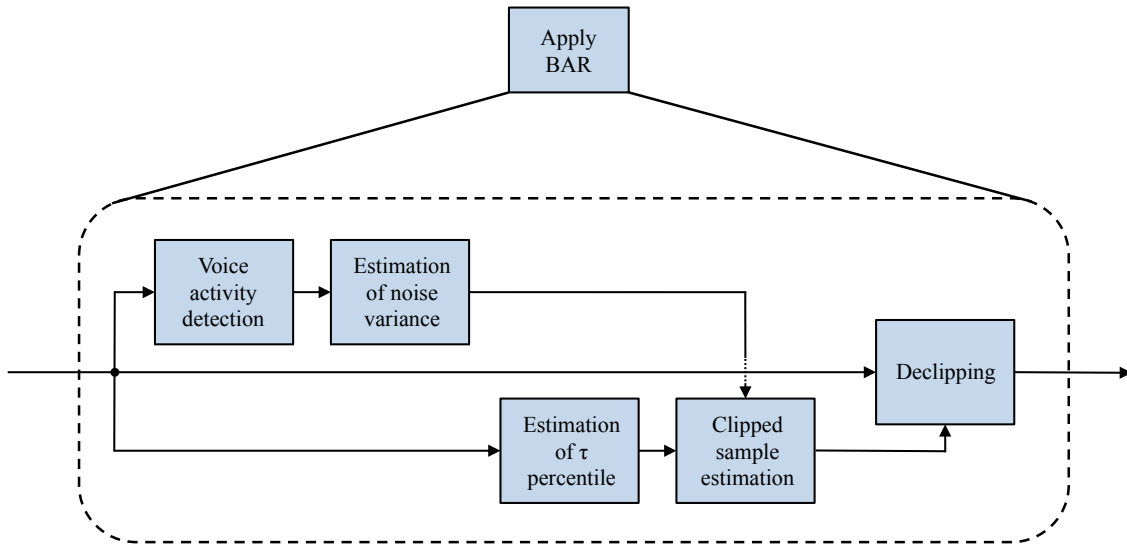 Apply
BAR
Voice
activity
detection
Estimation
of noise
variance
Declipping
Estimation
of τ
percentile
Clipped
sample
estimation